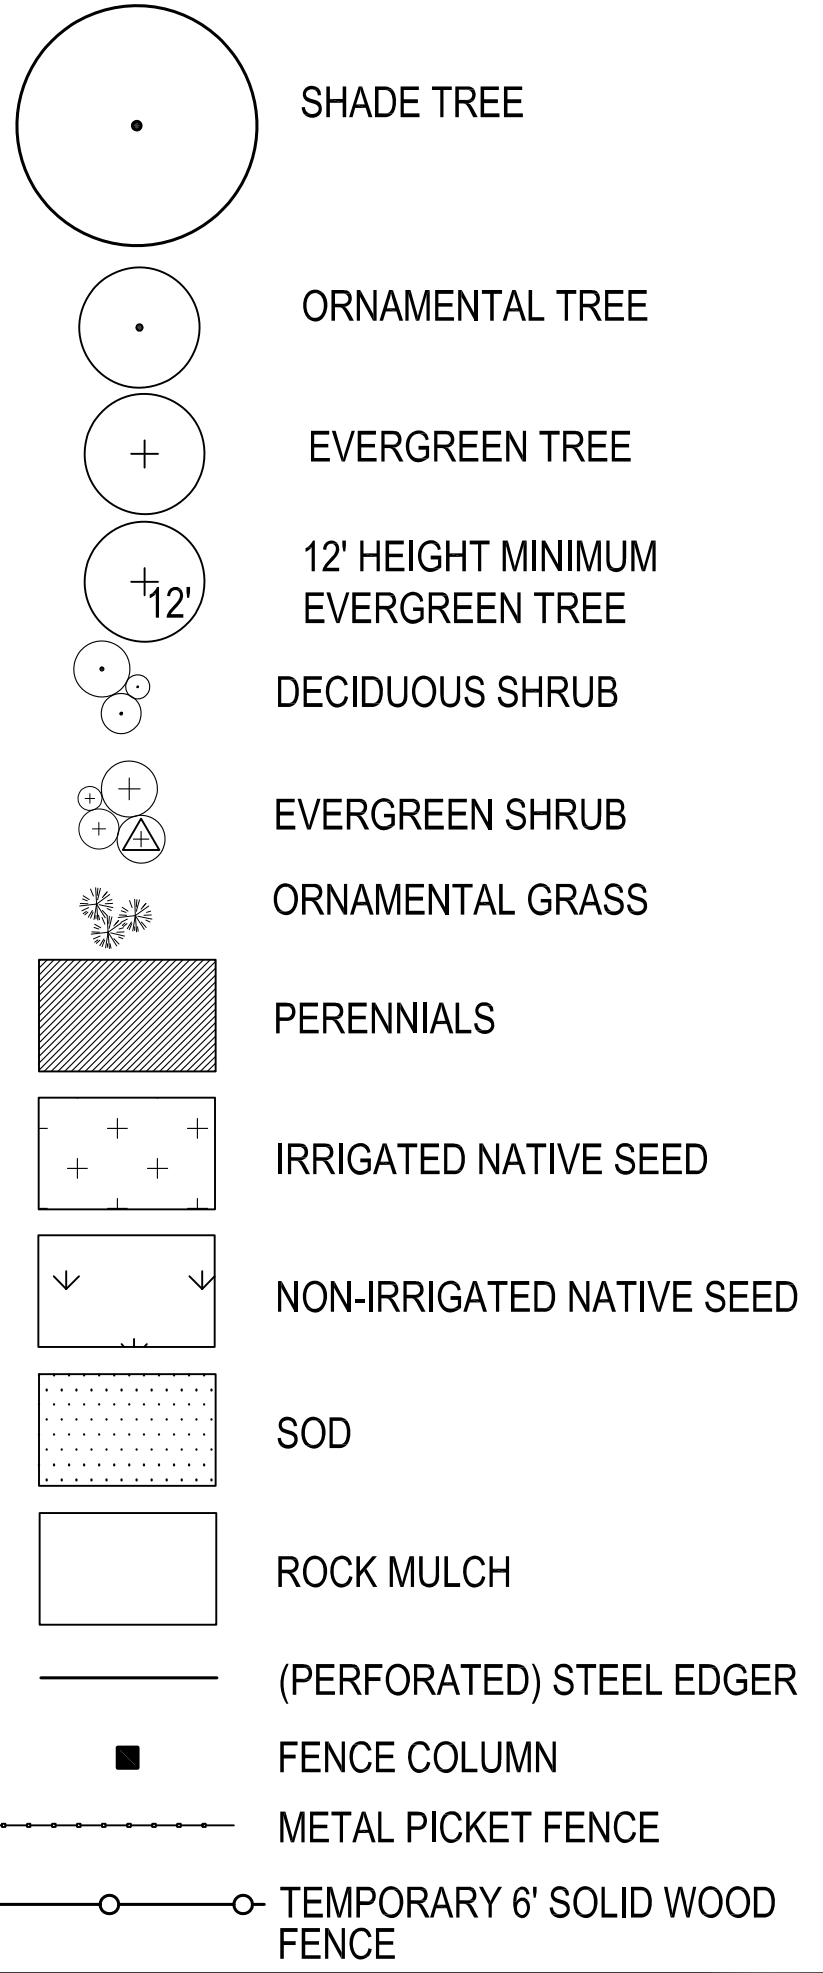 SHADE TREE
ORNAMENTAL TREE
EVERGREEN TREE
12' HEIGHT MINIMUM
EVERGREEN TREE
12'
DECIDUOUS SHRUB
EVERGREEN SHRUB
ORNAMENTAL GRASS
PERENNIALS
IRRIGATED NATIVE SEED
NON-IRRIGATED NATIVE SEED
SOD
ROCK MULCH
(PERFORATED) STEEL EDGER
FENCE COLUMN
METAL PICKET FENCE
TEMPORARY 6' SOLID WOOD
FENCE